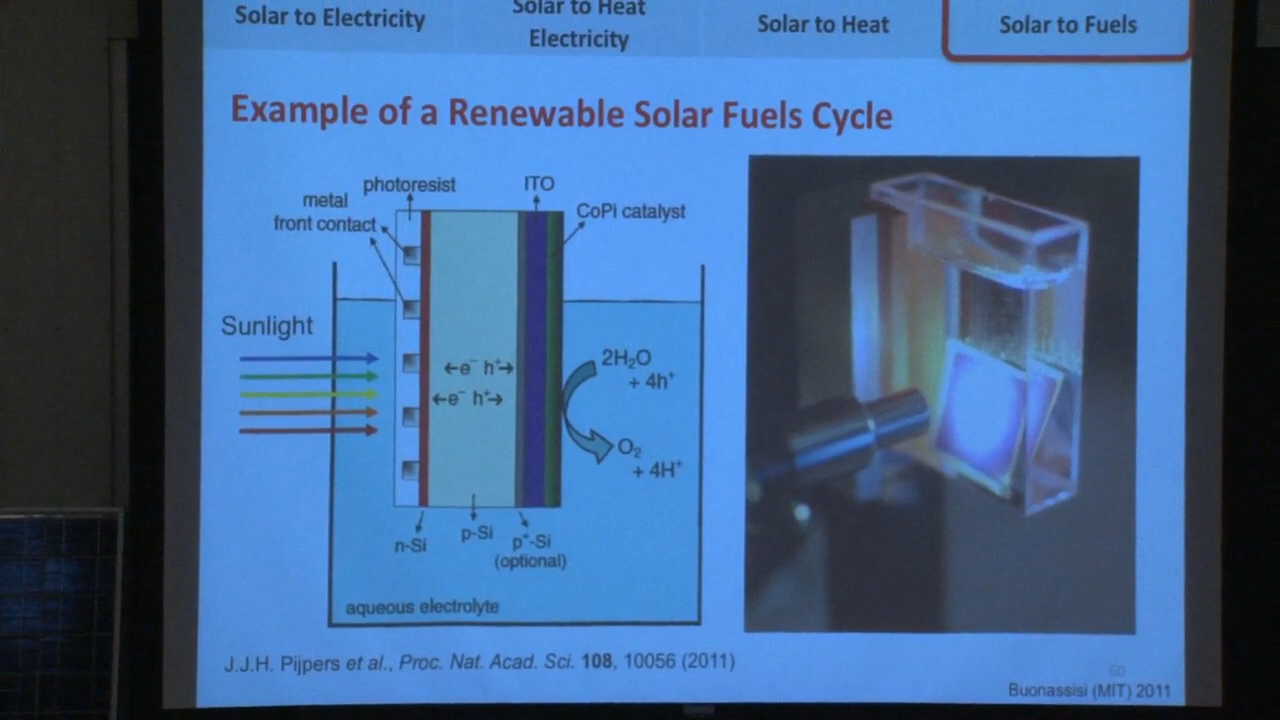 Solar to Electricity
Solar to Heat
Electricity
Solar to Heat
Solar to Fuels
Example of a Renewable Solar Fuels Cycle
photoresist
ITO
metal
front contact
CoPi catalyst
Sunlight
←e⁻ h⁺→
←e⁻ h⁺→
2H₂O
+ 4h⁺
O₂
+ 4H⁺
n-Si
p-Si
p⁺-Si
(optional)
aqueous electrolyte
J.J.H. Pijpers et al., Proc. Nat. Acad. Sci. 108, 10056 (2011)
60
Buonassisi (MIT) 2011